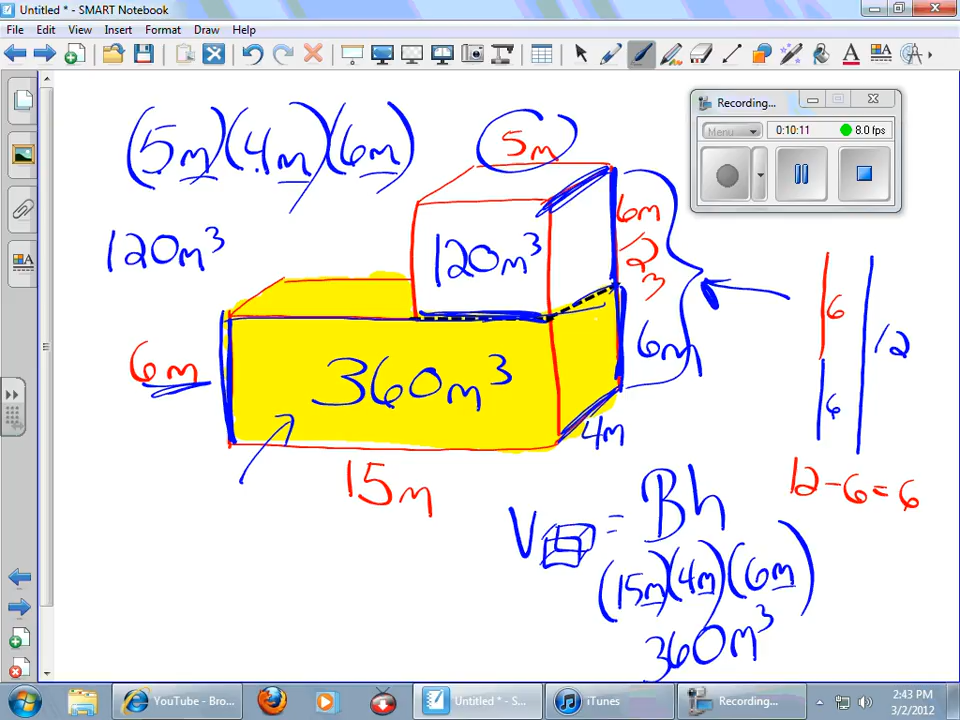 Untitled * - SMART Notebook
File Edit View Insert Format Draw Help
Recording...
Menu
0:10:11
8.0 fps
(5m)(4m)(6m)
5m
120m³
120m³
6m
12
6m
6m
360m³
6m
4m
15m
6
6
12
12-6=6
V = Bh
(15m)(4m)(6m)
360m³
YouTube - Bro...
Untitled * - S...
iTunes
Recording...
2:43 PM
3/2/2012